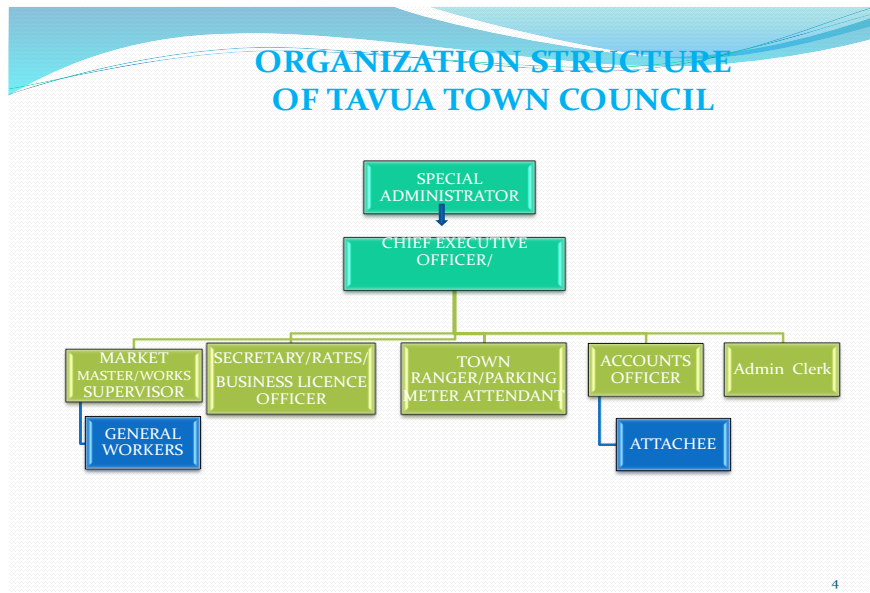 ORGANIZATION STRUCTURE
OF TAVUA TOWN COUNCIL
SPECIAL
ADMINISTRATOR
CHIEF EXECUTIVE
OFFICER/
MARKET
MASTER/WORKS
SUPERVISOR
SECRETARY/RATES/
BUSINESS LICENCE
OFFICER
TOWN
RANGER/PARKING
METER ATTENDANT
ACCOUNTS
OFFICER
Admin Clerk
GENERAL
WORKERS
ATTACHEE
4